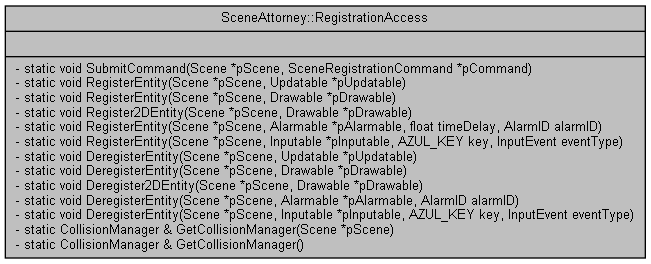 SceneAttorney::RegistrationAccess
- static void SubmitCommand(Scene *pScene, SceneRegistrationCommand *pCommand)
- static void RegisterEntity(Scene *pScene, Updatable *pUpdatable)
- static void RegisterEntity(Scene *pScene, Drawable *pDrawable)
- static void Register2DEntity(Scene *pScene, Drawable *pDrawable)
- static void RegisterEntity(Scene *pScene, Alarmable *pAlarmable, float timeDelay, AlarmID alarmID)
- static void RegisterEntity(Scene *pScene, Inputable *pInputable, AZUL_KEY key, InputEvent eventType)
- static void DeregisterEntity(Scene *pScene, Updatable *pUpdatable)
- static void DeregisterEntity(Scene *pScene, Drawable *pDrawable)
- static void Deregister2DEntity(Scene *pScene, Drawable *pDrawable)
- static void DeregisterEntity(Scene *pScene, Alarmable *pAlarmable, AlarmID alarmID)
- static void DeregisterEntity(Scene *pScene, Inputable *pInputable, AZUL_KEY key, InputEvent eventType)
- static CollisionManager & GetCollisionManager(Scene *pScene)
- static CollisionManager & GetCollisionManager()